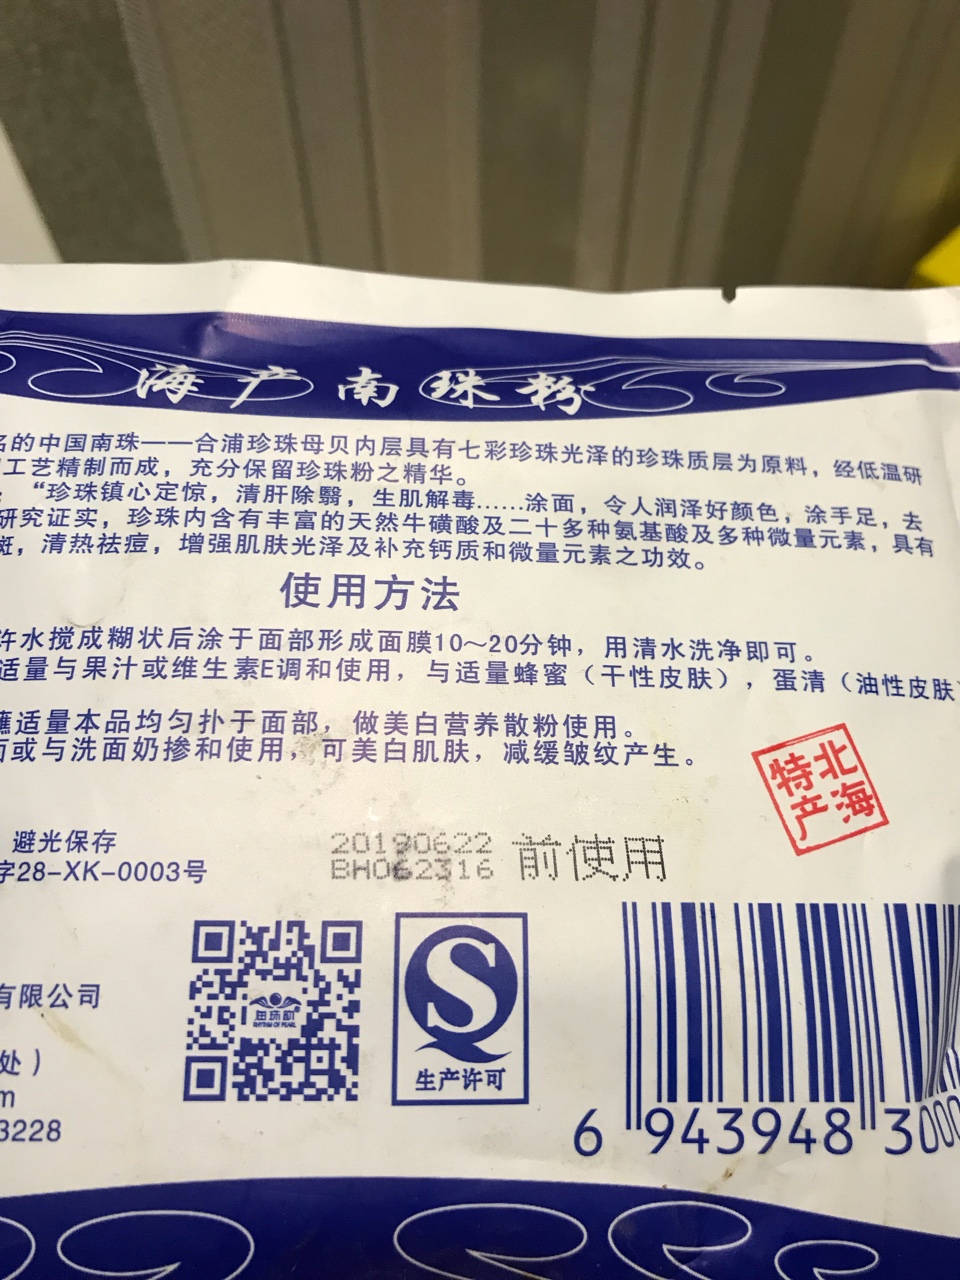 海广南珠粉
名的中国南珠——合浦珍珠母贝内层具有七彩珍珠光泽的珍珠质层为原料，经低温研
工艺精制而成，充分保留珍珠粉之精华。
：“珍珠镇心定惊，清肝除翳，生肌解毒……涂面，令人润泽好颜色，涂手足，去
研究证实，珍珠内含有丰富的天然牛磺酸及二十多种氨基酸及多种微量元素，具有
斑，清热祛痘，增强肌肤光泽及补充钙质和微量元素之功效。
使用方法
许水搅成糊状后涂于面部形成面膜10～20分钟，用清水洗净即可。
适量与果汁或维生素E调和使用，与适量蜂蜜（干性皮肤），蛋清（油性皮肤）
蘸适量本品均匀扑于面部，做美白营养散粉使用。
面或与洗面奶掺和使用，可美白肌肤，减缓皱纹产生。
北海
特产
避光保存
字28-XK-0003号
20190622
BH062316
前使用
有限公司
处）
m
3228
RHYTHM OF PEARL
生产许可
6 943948 3000